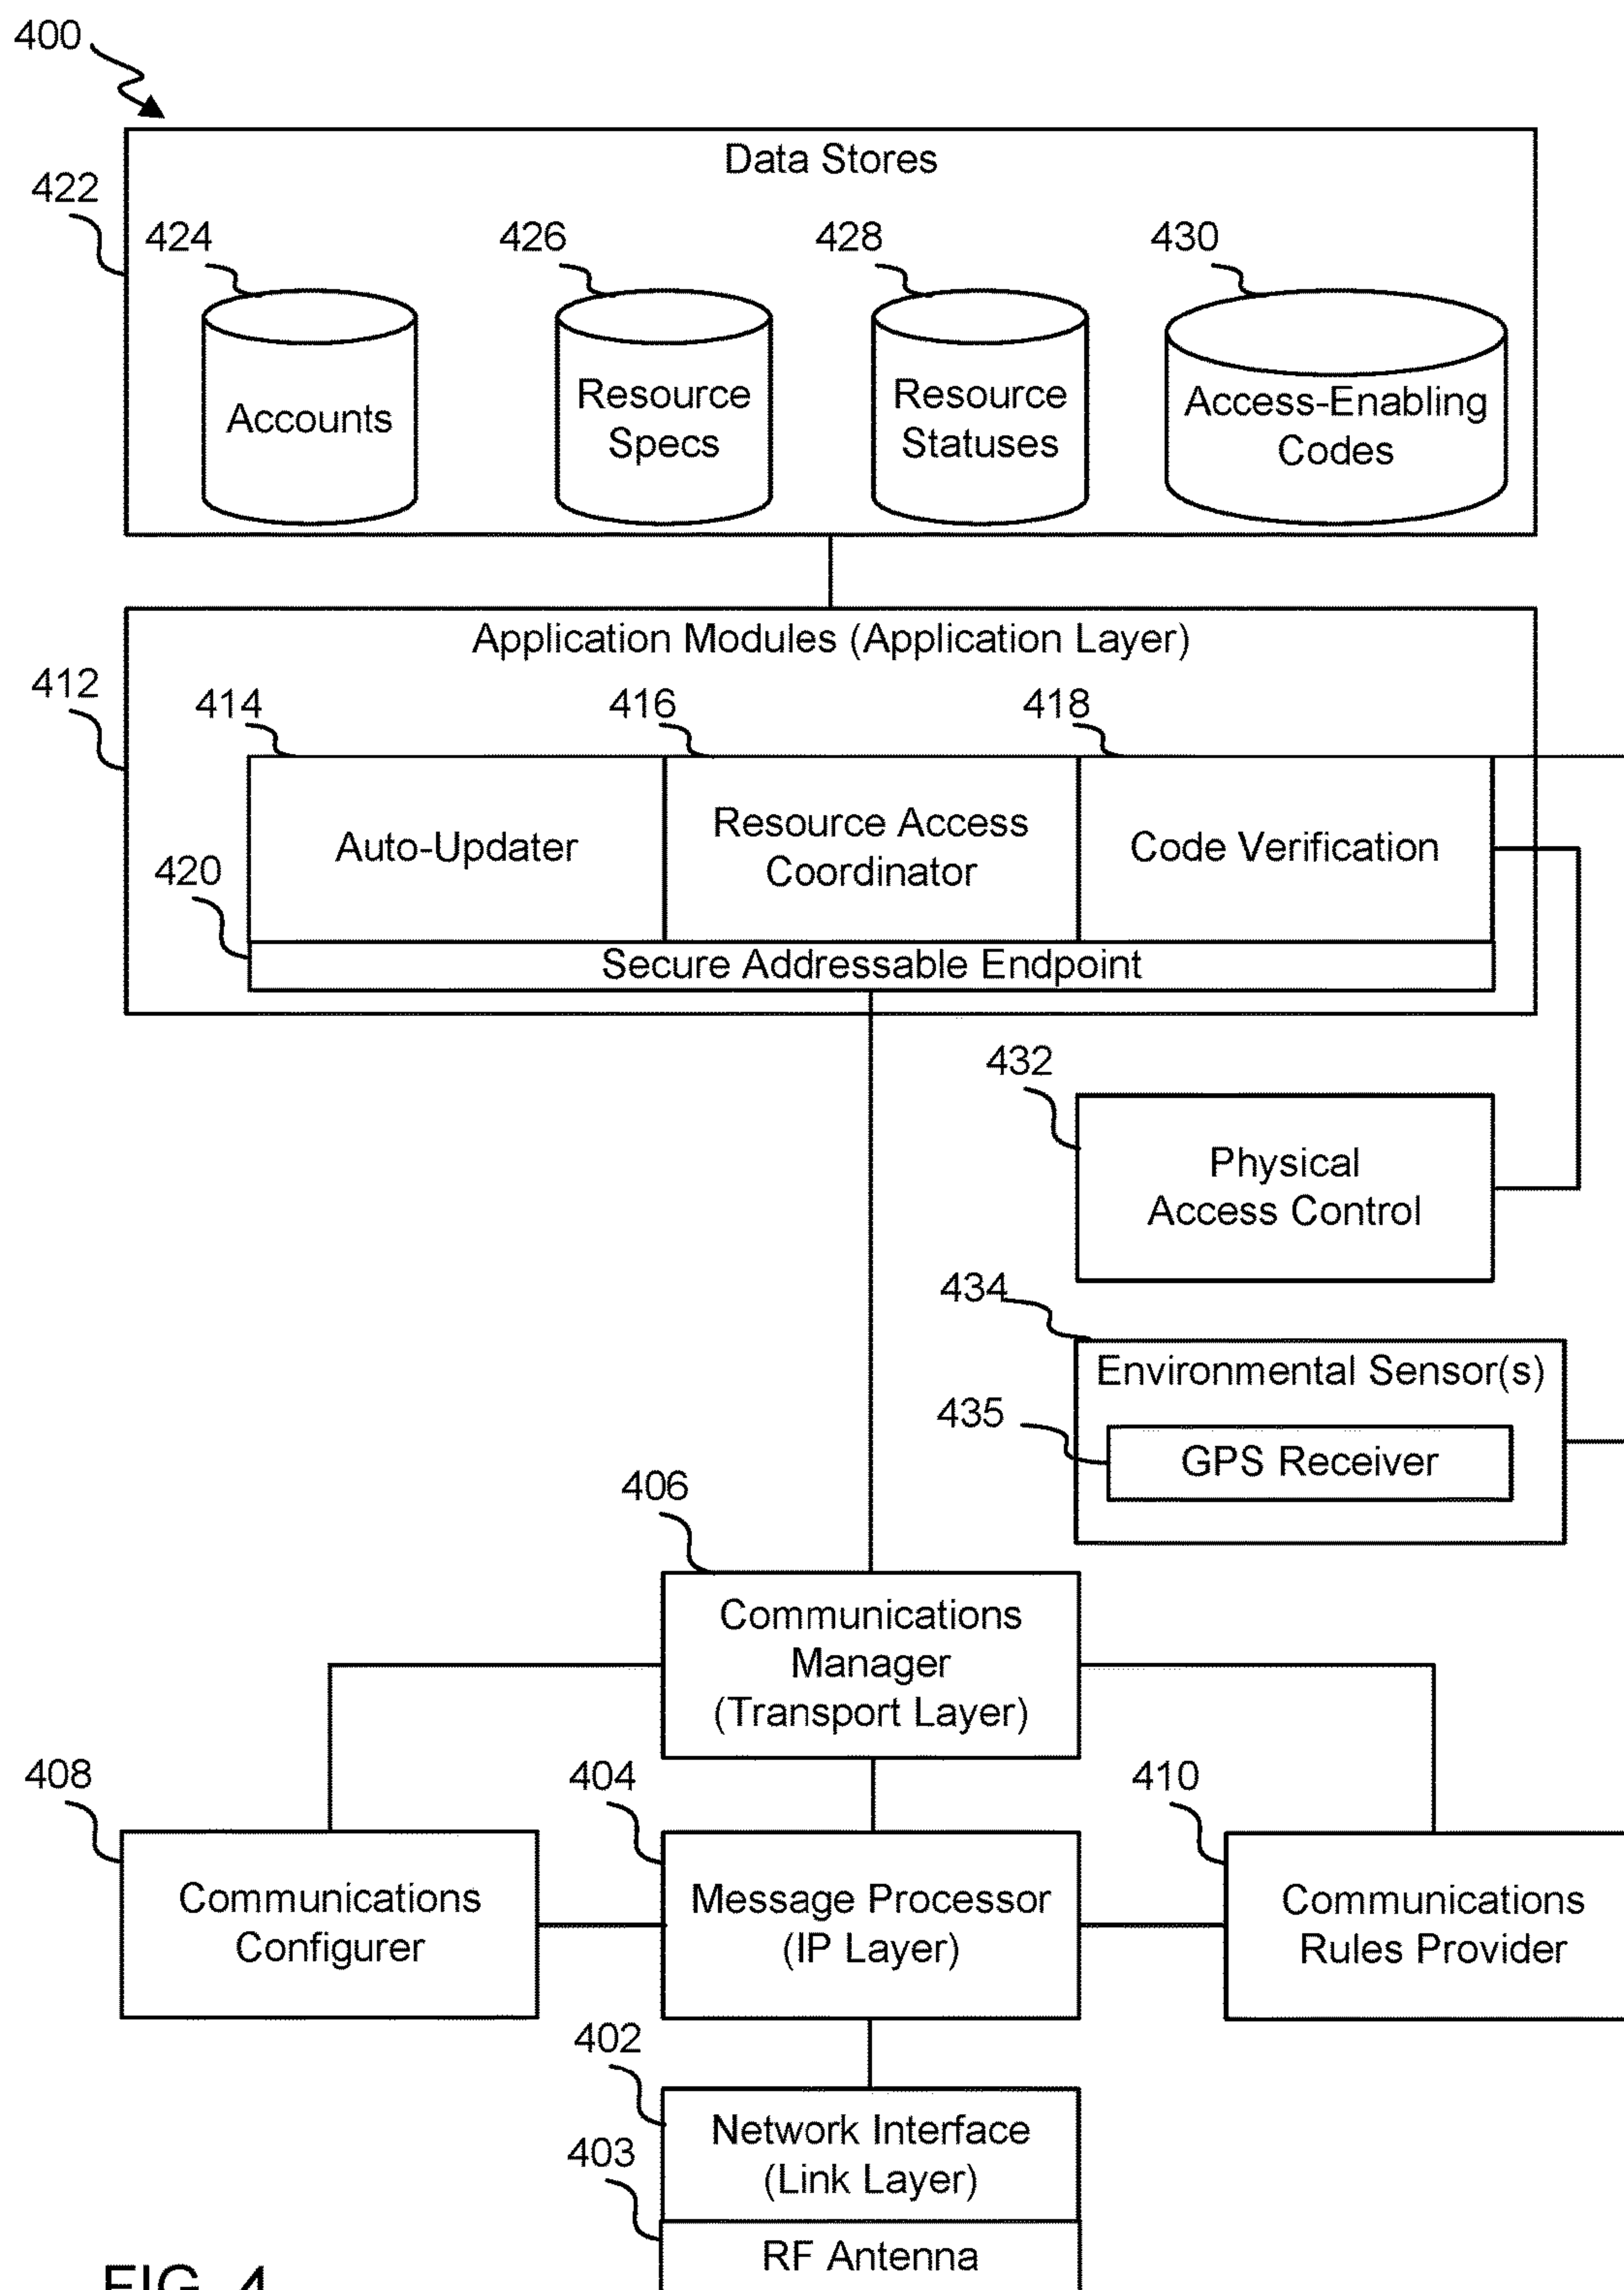 400
Data Stores
422
424
426
428
430
Accounts
Resource
Specs
Resource
Statuses
Access-Enabling
Codes
Application Modules (Application Layer)
412
414
416
418
Auto-Updater
Resource Access
Coordinator
Code Verification
420
Secure Addressable Endpoint
432
Physical
Access Control
434
Environmental Sensor(s)
435
GPS Receiver
406
Communications
Manager
(Transport Layer)
408
404
410
Communications
Configurer
Message Processor
(IP Layer)
Communications
Rules Provider
402
Network Interface
(Link Layer)
403
RF Antenna
FIG. 4